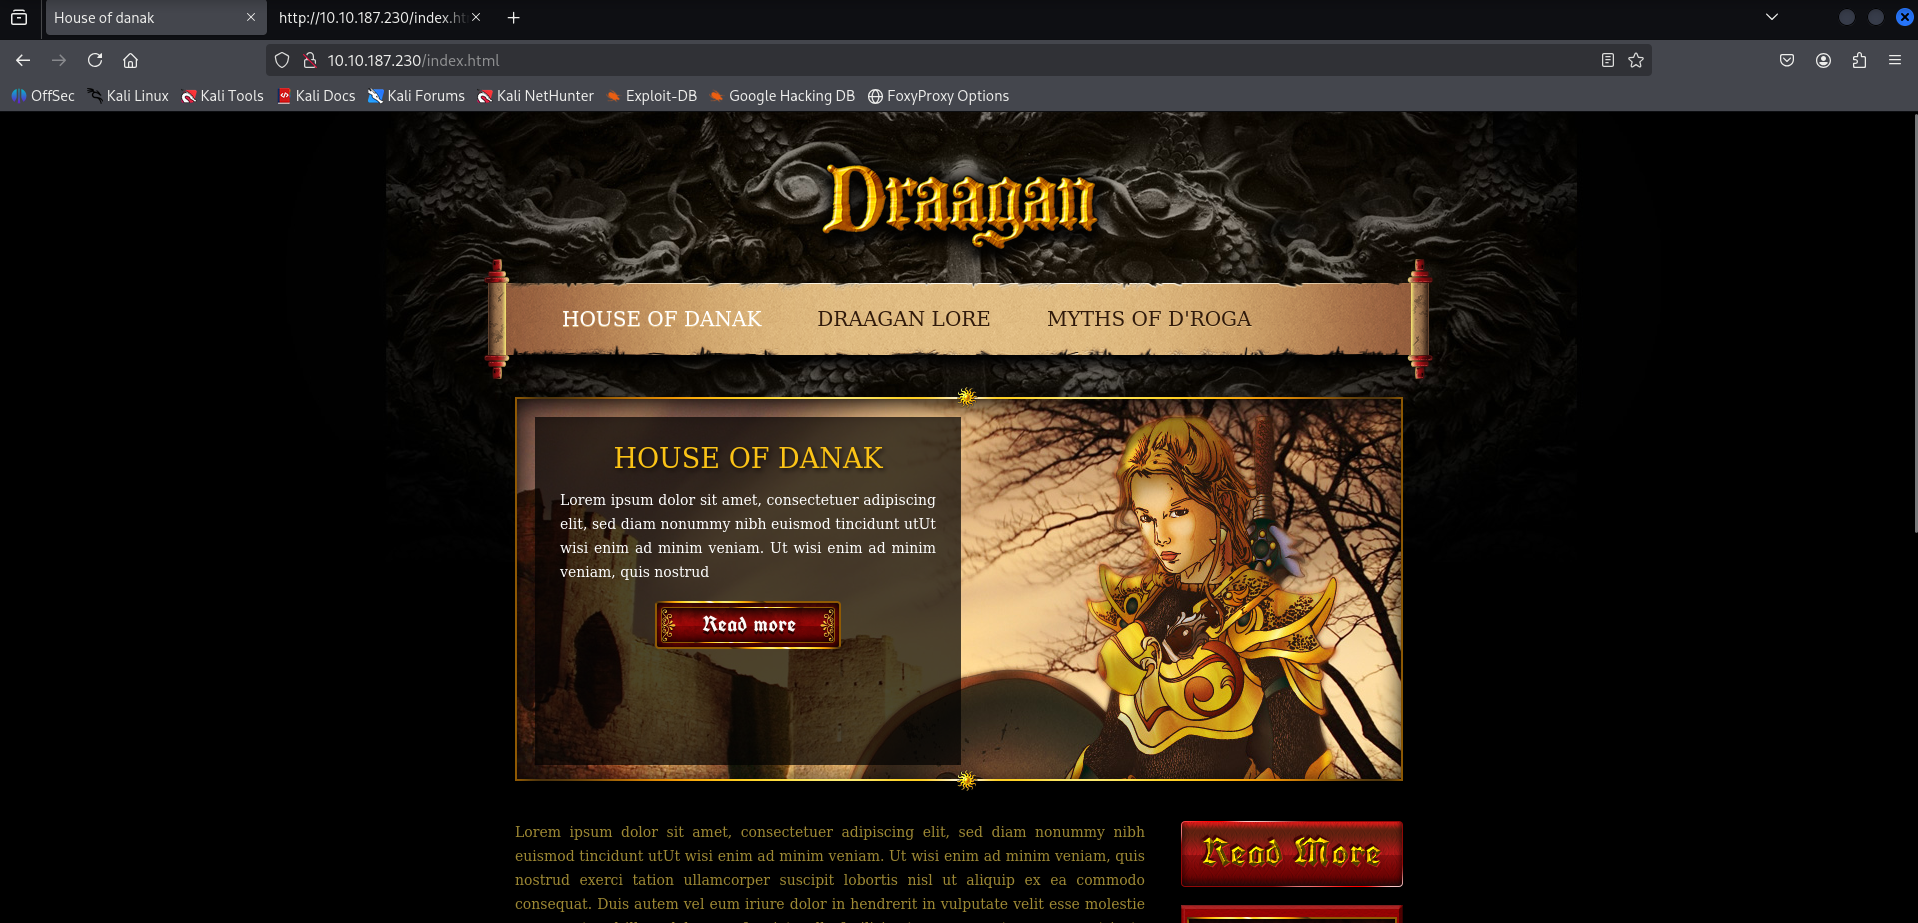 House of danak
http://10.10.187.230/index.ht
10.10.187.230/index.html
OffSec Kali Linux Kali Tools Kali Docs Kali Forums Kali NetHunter Exploit-DB Google Hacking DB FoxyProxy Options
Draagan
HOUSE OF DANAK DRAAGAN LORE MYTHS OF D'ROGA
HOUSE OF DANAK
Lorem ipsum dolor sit amet, consectetuer adipiscing
elit, sed diam nonummy nibh euismod tincidunt utUt
wisi enim ad minim veniam. Ut wisi enim ad minim
veniam, quis nostrud
Read more
Lorem ipsum dolor sit amet, consectetuer adipiscing elit, sed diam nonummy nibh
euismod tincidunt utUt wisi enim ad minim veniam. Ut wisi enim ad minim veniam, quis
nostrud exerci tation ullamcorper suscipit lobortis nisl ut aliquip ex ea commodo
consequat. Duis autem vel eum iriure dolor in hendrerit in vulputate velit esse molestie
Read More